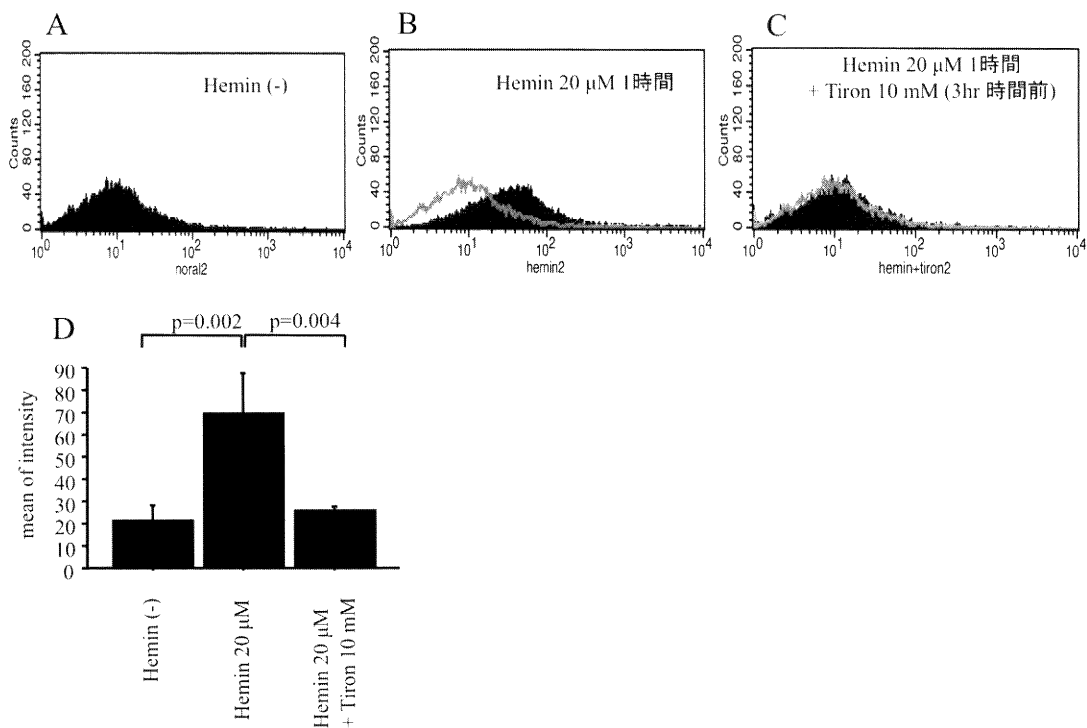 A
Hemin (-)
Counts
200
160
120
80
40
0
10^0
10^1
10^2
10^3
10^4
noral2
B
Hemin 20 μM 1時間
Counts
200
160
120
80
40
0
10^0
10^1
10^2
10^3
10^4
hemin2
C
Hemin 20 μM 1時間
+ Tiron 10 mM (3hr 時間前)
Counts
200
160
120
80
40
0
10^0
10^1
10^2
10^3
10^4
hemin+tiron2
D
p=0.002
p=0.004
mean of intensity
90
80
70
60
50
40
30
20
10
0
Hemin (-)
Hemin 20 μM
Hemin 20 μM
+ Tiron 10 mM